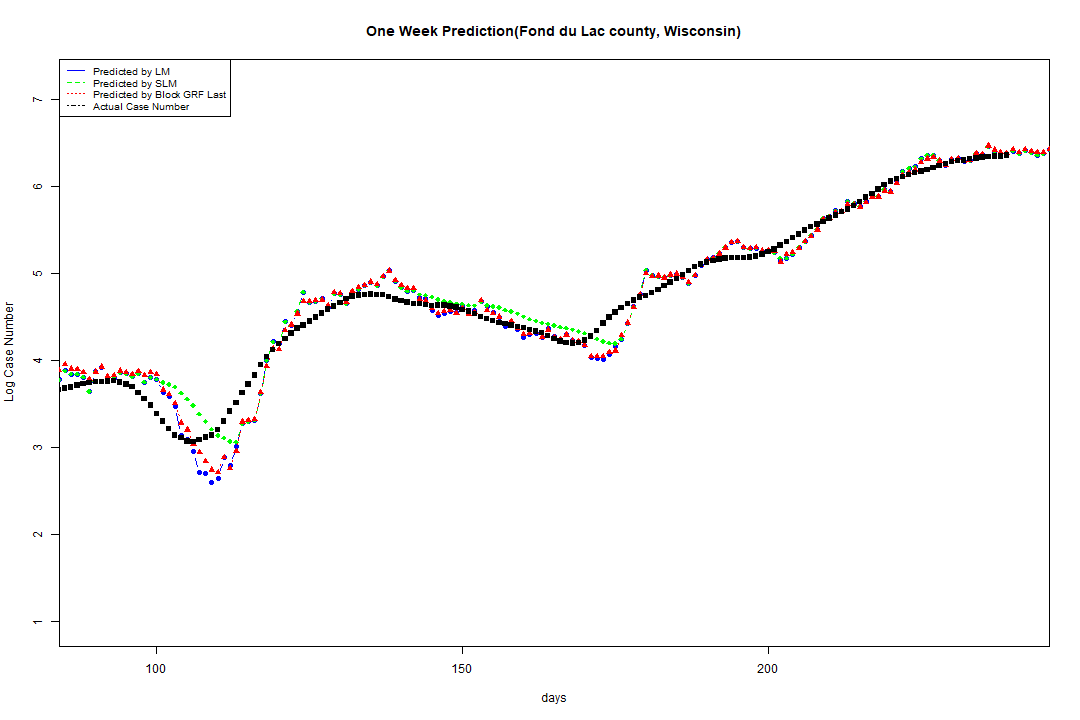 One Week Prediction(Fond du Lac county, Wisconsin)
Predicted by LM
Predicted by SLM
Predicted by Block GRF Last
Actual Case Number
7
6
5
4
3
2
1
Log Case Number
100 150 200
days